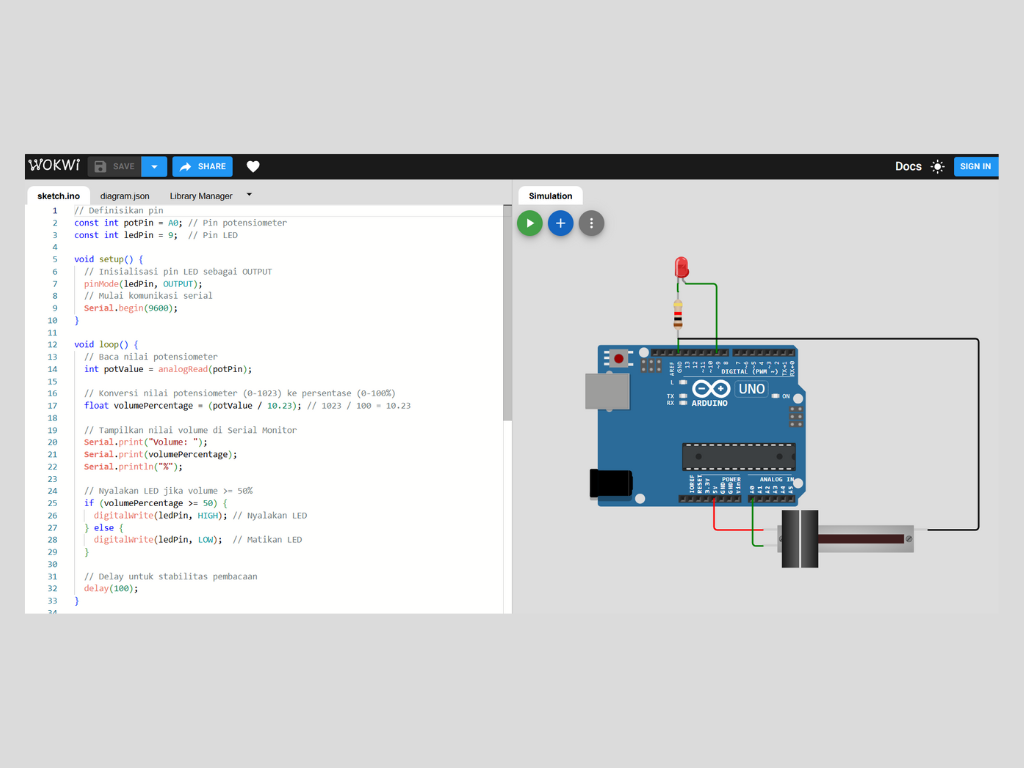 WOKWI SAVE SHARE Docs SIGN IN
sketch.ino diagram.json Library Manager
Simulation
1 // Definisikan pin
2 const int potPin = A0; // Pin potensiometer
3 const int ledPin = 9;  // Pin LED
4
5 void setup() {
6   // Inisialisasi pin LED sebagai OUTPUT
7   pinMode(ledPin, OUTPUT);
8   // Mulai komunikasi serial
9   Serial.begin(9600);
10 }
11
12 void loop() {
13   // Baca nilai potensiometer
14   int potValue = analogRead(potPin);
15
16   // Konversi nilai potensiometer (0-1023) ke persentase (0-100%)
17   float volumePercentage = (potValue / 10.23); // 1023 / 100 = 10.23
18
19   // Tampilkan nilai volume di Serial Monitor
20   Serial.print("Volume: ");
21   Serial.print(volumePercentage);
22   Serial.println("%");
23
24   // Nyalakan LED jika volume >= 50%
25   if (volumePercentage >= 50) {
26     digitalWrite(ledPin, HIGH); // Nyalakan LED
27   } else {
28     digitalWrite(ledPin, LOW);  // Matikan LED
29   }
30
31   // Delay untuk stabilitas pembacaan
32   delay(100);
33 }
AREF GND 13 12 ~11 ~10 ~9 8 7 ~6 ~5 4 ~3 2 TX→1 RX←0
DIGITAL (PWM ~)
L
TX
RX
UNO
ON
ARDUINO
POWER ANALOG IN
IOREF RESET 3.3V 5V GND GND Vin A0 A1 A2 A3 A4 A5